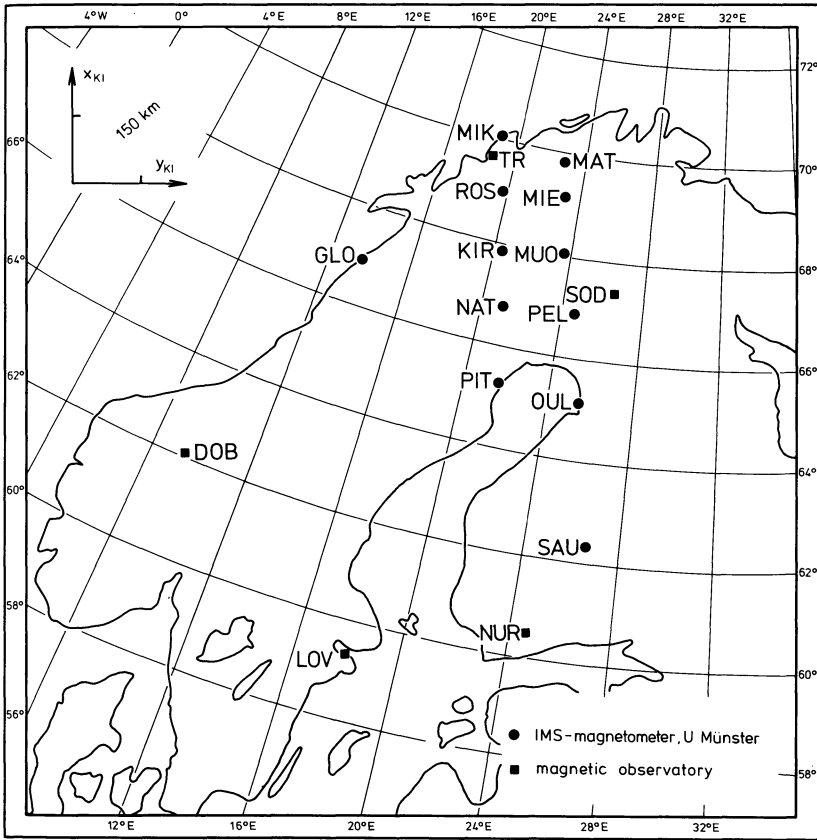 4°W 0° 4°E 8°E 12°E 16°E 20°E 24°E 28°E 32°E
72°
x KI
150 km
y KI
66°
MIK
TR
MAT
70°
ROS
MIE
64°
GLO
KIR
MUO
68°
SOD
NAT
PEL
62°
PIT
66°
OUL
DOB
60°
64°
SAU
62°
58°
NUR
LOV
60°
56°
IMS-magnetometer, U Münster
magnetic observatory
58°
12°E 16°E 20°E 24°E 28°E 32°E